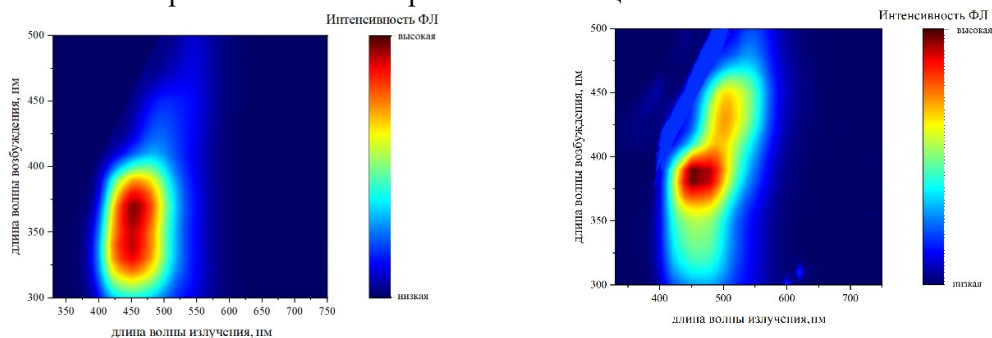 Интенсивность ФЛ
500
450
400
350
300
длина волны возбуждения, нм
350 400 450 500 550 600 650 700 750
длина волны излучения, нм
высокая
низкая
Интенсивность ФЛ
500
450
400
350
500
длина волны возбуждения, нм
400 500 600 700
длина волны излучения,нм
высокая
низкая